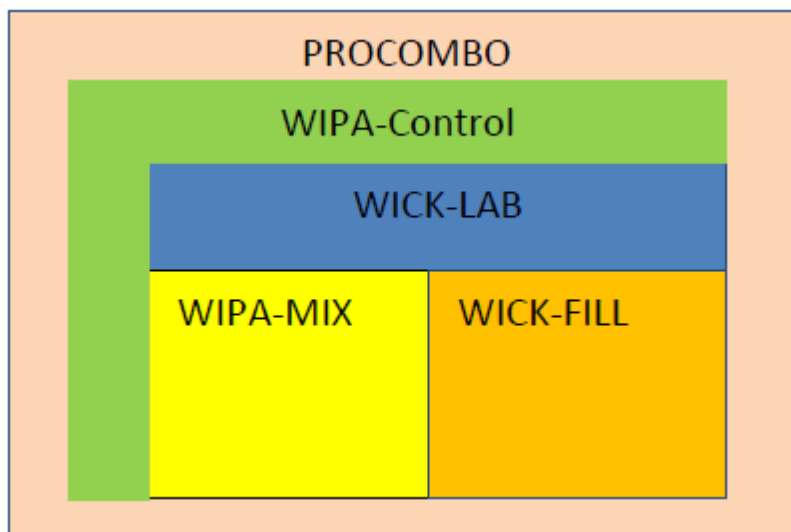 PROCOMBO
WIPA-Control
WICK-LAB
WIPA-MIX
WICK-FILL